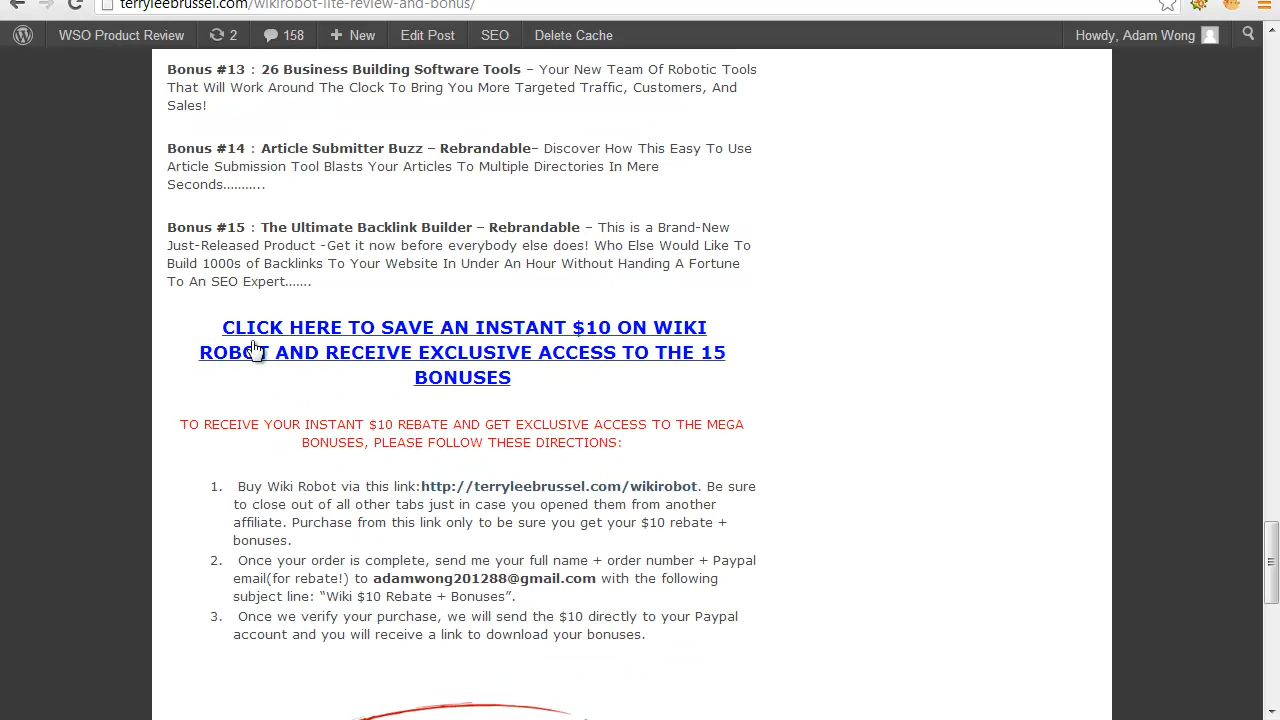 terryleebrussel.com/wikirobot-lite-review-and-bonus/
WSO Product Review 2 158 + New Edit Post SEO Delete Cache Howdy, Adam Wong
Bonus #13 : 26 Business Building Software Tools – Your New Team Of Robotic Tools
That Will Work Around The Clock To Bring You More Targeted Traffic, Customers, And
Sales!
Bonus #14 : Article Submitter Buzz – Rebrandable– Discover How This Easy To Use
Article Submission Tool Blasts Your Articles To Multiple Directories In Mere
Seconds………..
Bonus #15 : The Ultimate Backlink Builder – Rebrandable – This is a Brand-New
Just-Released Product -Get it now before everybody else does! Who Else Would Like To
Build 1000s of Backlinks To Your Website In Under An Hour Without Handing A Fortune
To An SEO Expert…….
CLICK HERE TO SAVE AN INSTANT $10 ON WIKI
ROBOT AND RECEIVE EXCLUSIVE ACCESS TO THE 15
BONUSES
TO RECEIVE YOUR INSTANT $10 REBATE AND GET EXCLUSIVE ACCESS TO THE MEGA
BONUSES, PLEASE FOLLOW THESE DIRECTIONS:
1. Buy Wiki Robot via this link:http://terryleebrussel.com/wikirobot. Be sure
to close out of all other tabs just in case you opened them from another
affiliate. Purchase from this link only to be sure you get your $10 rebate +
bonuses.
2. Once your order is complete, send me your full name + order number + Paypal
email(for rebate!) to adamwong201288@gmail.com with the following
subject line: “Wiki $10 Rebate + Bonuses”.
3. Once we verify your purchase, we will send the $10 directly to your Paypal
account and you will receive a link to download your bonuses.